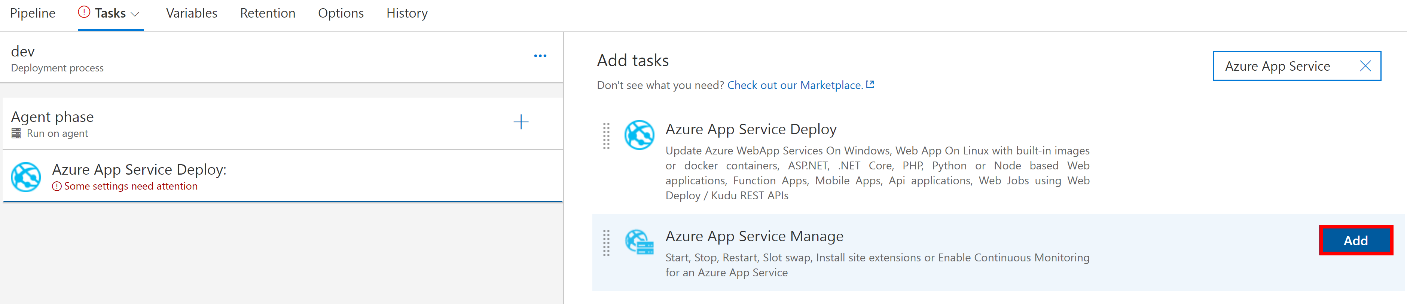 Pipeline Tasks Variables Retention Options History
dev
Deployment process
Agent phase
Run on agent
Azure App Service Deploy:
Some settings need attention
Add tasks
Azure App Service
Don't see what you need? Check out our Marketplace.
Azure App Service Deploy
Update Azure WebApp Services On Windows, Web App On Linux with built-in images
or docker containers, ASP.NET, .NET Core, PHP, Python or Node based Web
applications, Function Apps, Mobile Apps, Api applications, Web Jobs using Web
Deploy / Kudu REST APIs
Azure App Service Manage
Add
Start, Stop, Restart, Slot swap, Install site extensions or Enable Continuous Monitoring
for an Azure App Service